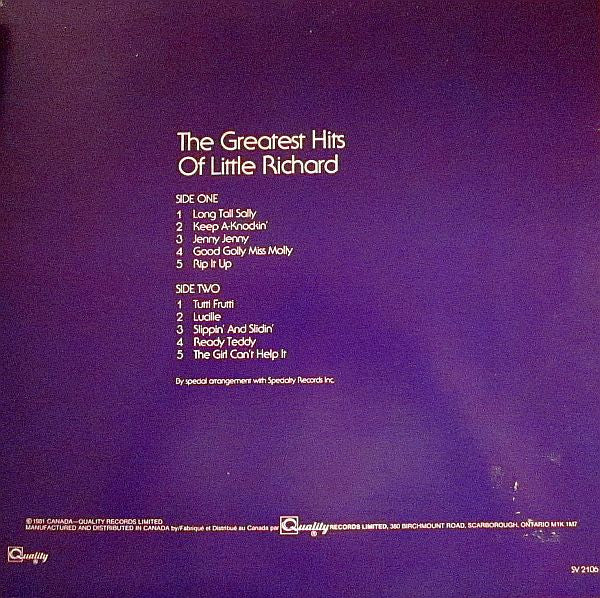 The Greatest Hits
Of Little Richard
SIDE ONE
1 Long Tall Sally
2 Keep A-Knockin'
3 Jenny Jenny
4 Good Golly Miss Molly
5 Rip It Up
SIDE TWO
1 Tutti Frutti
2 Lucille
3 Slippin' And Slidin'
4 Ready Teddy
5 The Girl Can't Help It
By special arrangement with Specialty Records Inc.
© 1981 CANADA—QUALITY RECORDS LIMITED
MANUFACTURED AND DISTRIBUTED IN CANADA by/Fabriqué et Distribué au Canada par Quality® RECORDS LIMITED, 380 BIRCHMOUNT ROAD, SCARBOROUGH, ONTARIO M1K 1M7
Quality®
SV 2106